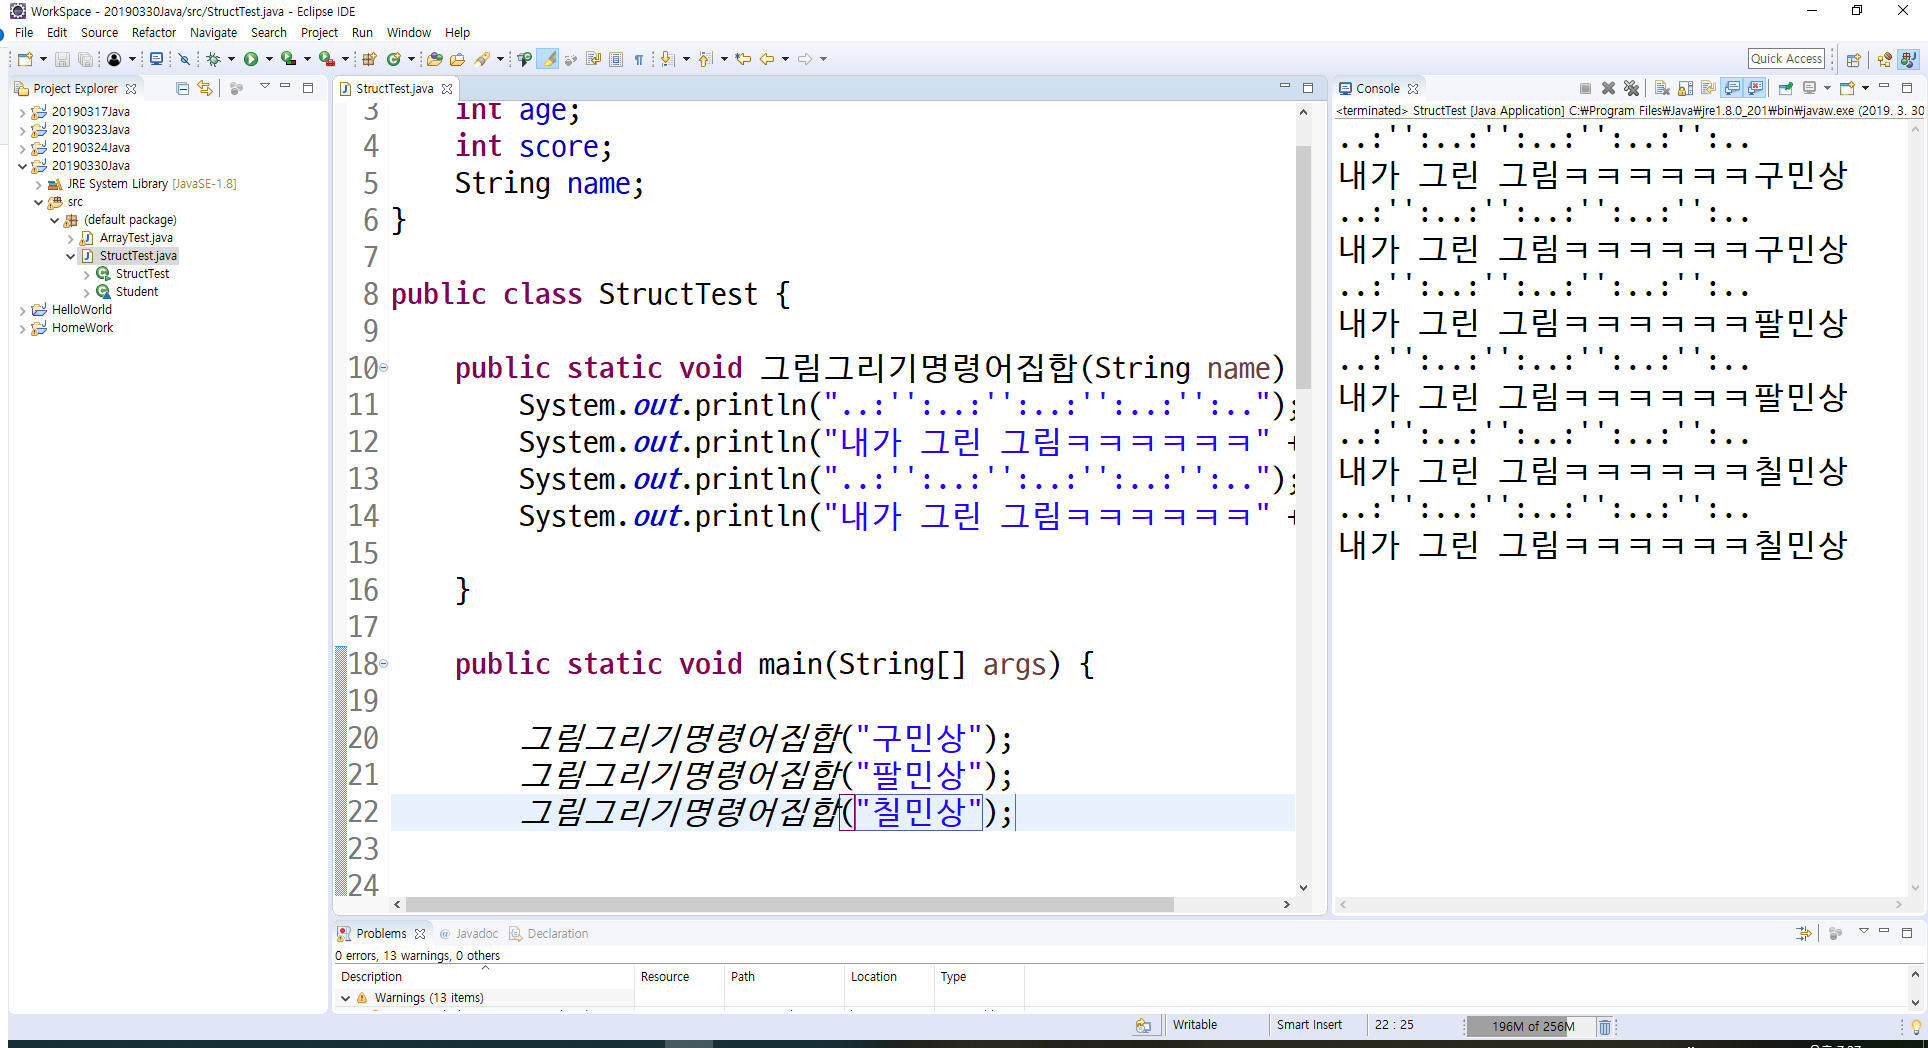 WorkSpace - 20190330Java/src/StructTest.java - Eclipse IDE
File Edit Source Refactor Navigate Search Project Run Window Help
Quick Access
Project Explorer
20190317Java
20190323Java
20190324Java
20190330Java
JRE System Library [JavaSE-1.8]
src
(default package)
ArrayTest.java
StructTest.java
StructTest
Student
HelloWorld
HomeWork
StructTest.java
3 int age;
4 int score;
5 String name;
6 }
7
8 public class StructTest {
9
10 public static void 그림그리기명령어집합(String name)
11 System.out.println("..:'':..:'':..:'':..:'':..");
12 System.out.println("내가 그린 그림ㅋㅋㅋㅋㅋㅋ" +
13 System.out.println("..:'':..:'':..:'':..:'':..");
14 System.out.println("내가 그린 그림ㅋㅋㅋㅋㅋㅋ" +
15
16 }
17
18 public static void main(String[] args) {
19
20 그림그리기명령어집합("구민상");
21 그림그리기명령어집합("팔민상");
22 그림그리기명령어집합("칠민상");
23
24
Console
<terminated> StructTest [Java Application] C:₩Program Files₩Java₩jre1.8.0_201₩bin₩javaw.exe (2019. 3. 30
..:'':..:'':..:'':..:'':..
내가 그린 그림ㅋㅋㅋㅋㅋㅋ구민상
..:'':..:'':..:'':..:'':..
내가 그린 그림ㅋㅋㅋㅋㅋㅋ구민상
..:'':..:'':..:'':..:'':..
내가 그린 그림ㅋㅋㅋㅋㅋㅋ팔민상
..:'':..:'':..:'':..:'':..
내가 그린 그림ㅋㅋㅋㅋㅋㅋ팔민상
..:'':..:'':..:'':..:'':..
내가 그린 그림ㅋㅋㅋㅋㅋㅋ칠민상
..:'':..:'':..:'':..:'':..
내가 그린 그림ㅋㅋㅋㅋㅋㅋ칠민상
Problems @ Javadoc Declaration
0 errors, 13 warnings, 0 others
Description Resource Path Location Type
Warnings (13 items)
Writable Smart Insert 22 : 25 196M of 256M